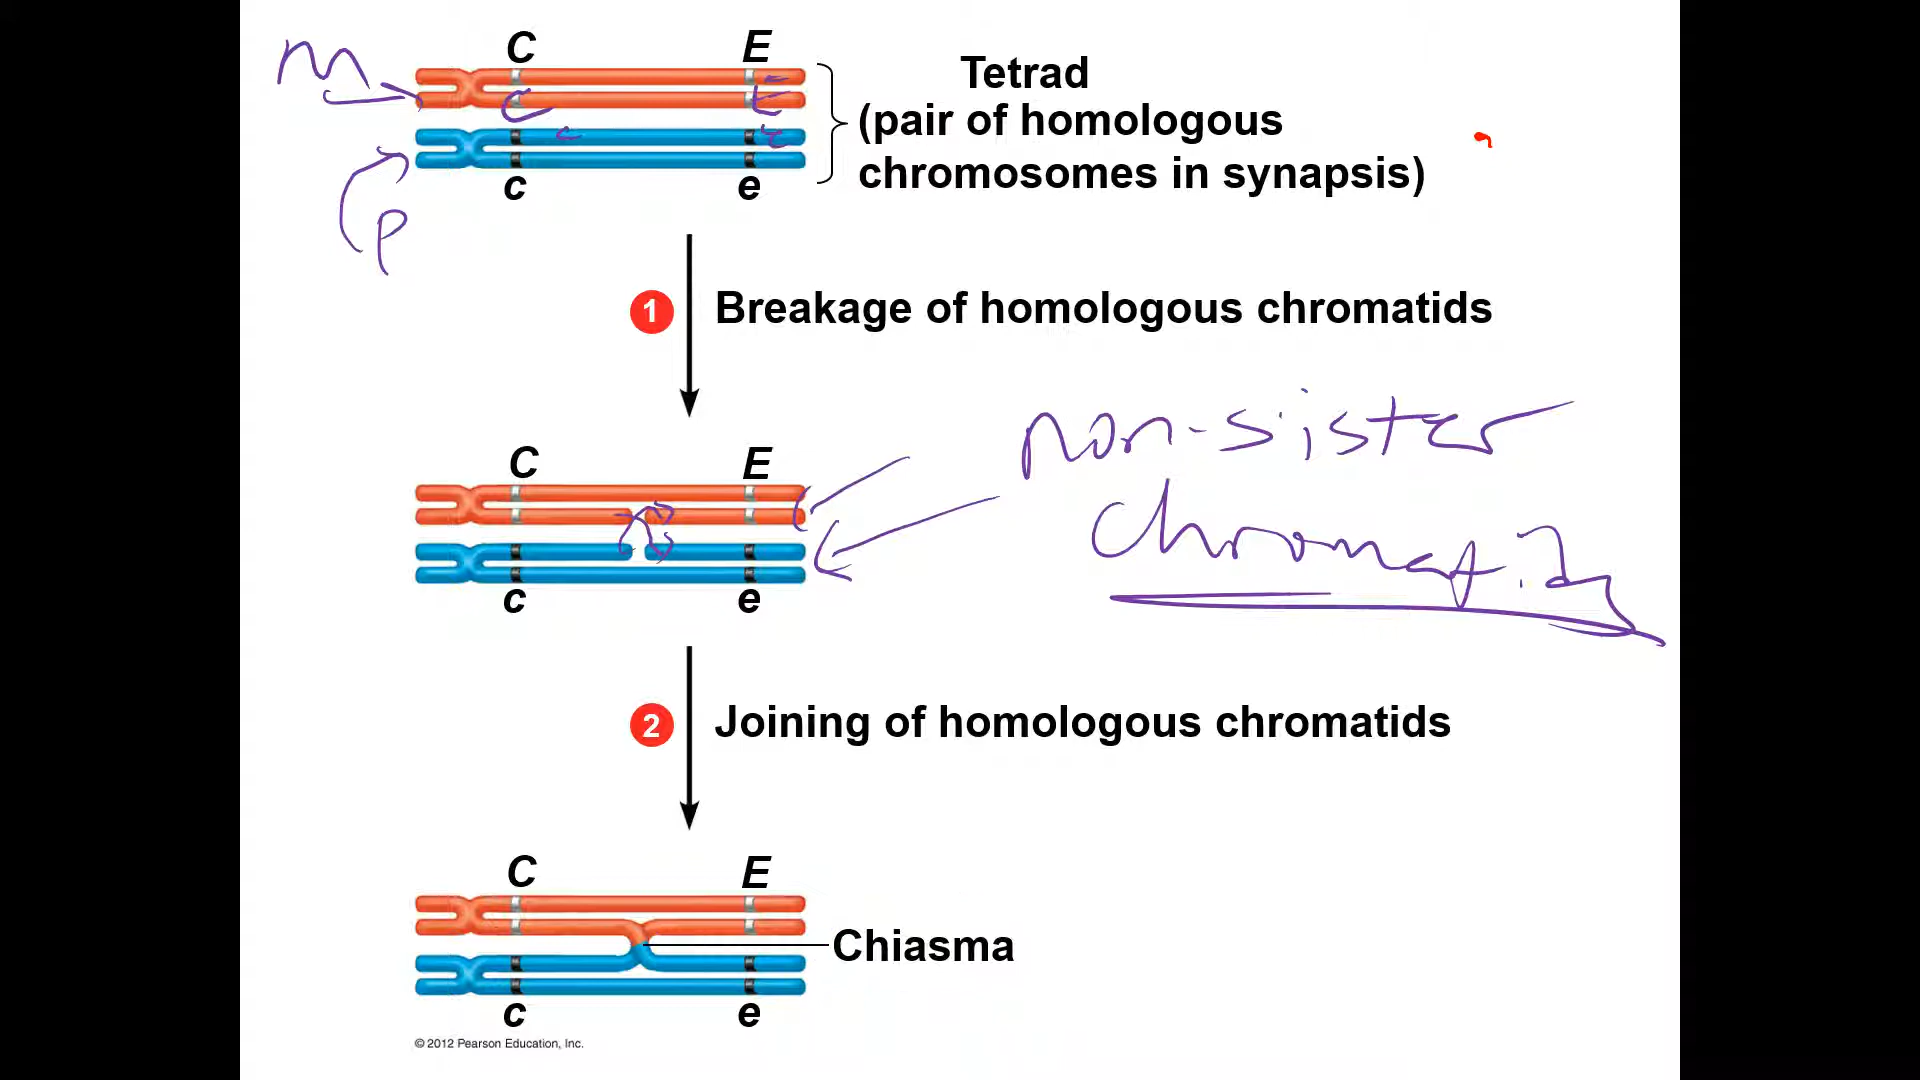 C E
Tetrad
(pair of homologous
chromosomes in synapsis)
M
C E
c e
c e
P
1 Breakage of homologous chromatids
non-sister
chromatids
C E
c e
2 Joining of homologous chromatids
C E
Chiasma
c e
© 2012 Pearson Education, Inc.